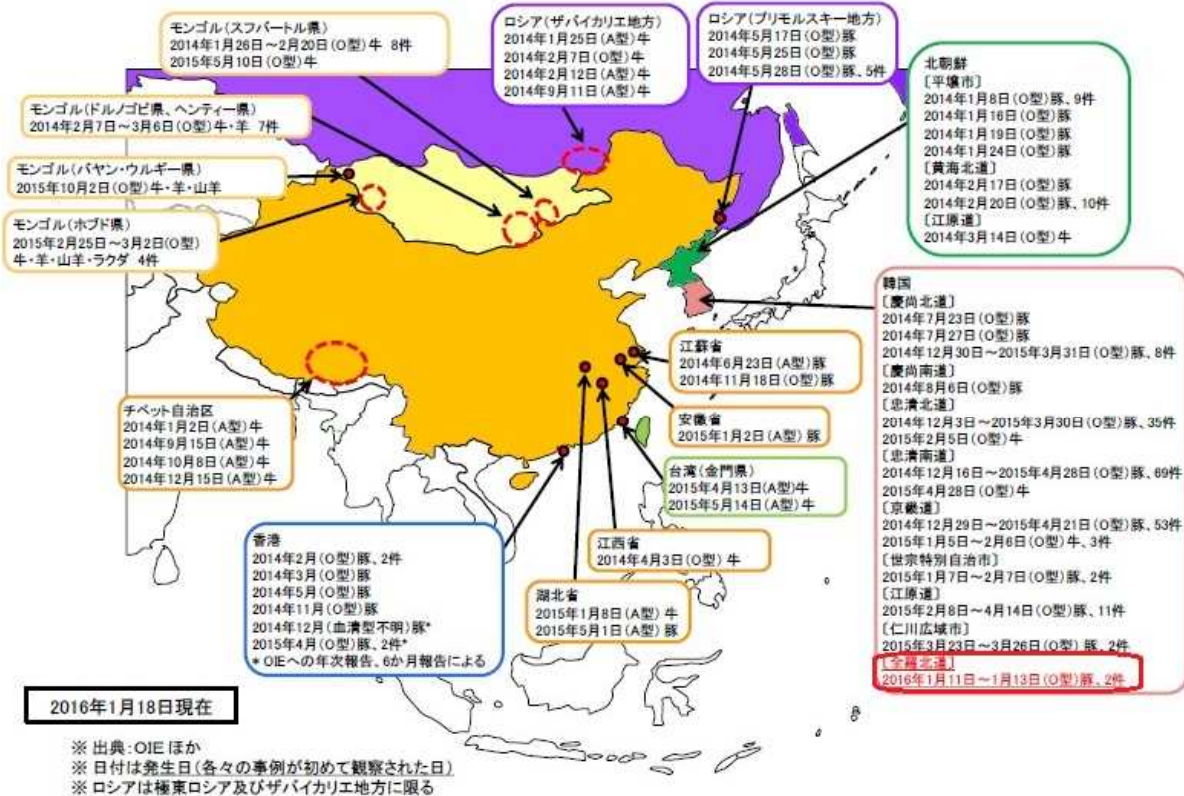 モンゴル(スフバートル県)
2014年1月26日～2月20日(O型)牛 8件
2015年5月10日(O型)牛
モンゴル(ドルノゴビ県、ヘンティー県)
2014年2月7日～3月6日(O型)牛・羊 7件
モンゴル(バヤン・ウルギー県)
2015年10月2日(O型)牛・羊・山羊
モンゴル(ホブド県)
2015年2月25日～3月2日(O型)
牛・羊・山羊・ラクダ 4件
ロシア(ザバイカリエ地方)
2014年1月25日(A型)牛
2014年2月7日(O型)牛
2014年2月12日(A型)牛
2014年9月11日(A型)牛
ロシア(プリモルスキー地方)
2014年5月17日(O型)豚
2014年5月25日(O型)豚
2014年5月28日(O型)豚、5件
北朝鮮
[平壌市]
2014年1月8日(O型)豚、9件
2014年1月16日(O型)豚
2014年1月19日(O型)豚
2014年1月24日(O型)豚
[黄海北道]
2014年2月17日(O型)豚
2014年2月20日(O型)豚、10件
[江原道]
2014年3月14日(O型)牛
韓国
[慶尚北道]
2014年7月23日(O型)豚
2014年7月27日(O型)豚
2014年12月30日～2015年3月31日(O型)豚、8件
[慶尚南道]
2014年8月6日(O型)豚
[忠清北道]
2014年12月3日～2015年3月30日(O型)豚、35件
2015年2月5日(O型)牛
[忠清南道]
2014年12月16日～2015年4月28日(O型)豚、69件
2015年4月28日(O型)牛
[京畿道]
2014年12月29日～2015年4月21日(O型)豚、53件
2015年1月5日～2月6日(O型)牛、3件
[世宗特別自治市]
2015年1月7日～2月7日(O型)豚、2件
[江原道]
2015年2月8日～4月14日(O型)豚、11件
[仁川広域市]
2015年3月23日～3月26日(O型)豚、2件
[全羅北道]
2016年1月11日～1月13日(O型)豚、2件
江蘇省
2014年6月23日(A型)豚
2014年11月18日(O型)豚
安徽省
2015年1月2日(A型)豚
台湾(金門県)
2015年4月13日(A型)牛
2015年5月14日(A型)牛
チベット自治区
2014年1月2日(A型)牛
2014年9月15日(A型)牛
2014年10月8日(A型)牛
2014年12月15日(A型)牛
江西省
2014年4月3日(O型)牛
湖北省
2015年1月8日(A型)牛
2015年5月1日(A型)豚
香港
2014年2月(O型)豚、2件
2014年3月(O型)豚
2014年5月(O型)豚
2014年11月(O型)豚
2014年12月(血清型不明)豚*
2015年4月(O型)豚、2件*
* OIEへの年次報告、6か月報告による
2016年1月18日現在
※ 出典:OIE ほか
※ 日付は発生日(各々の事例が初めて観察された日)
※ ロシアは極東ロシア及びザバイカリエ地方に限る